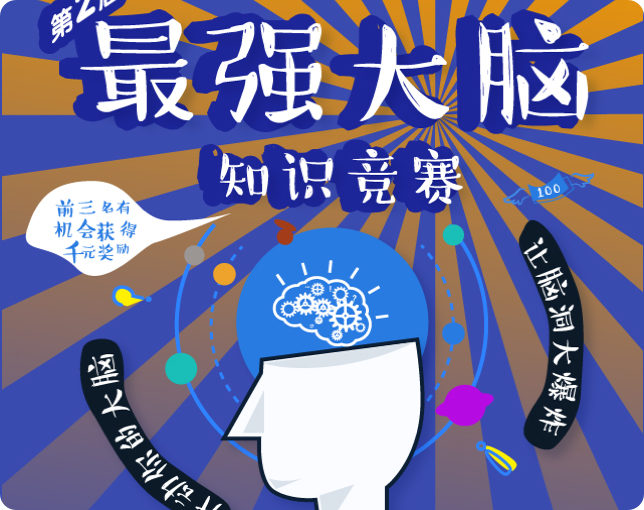 第2届
最强大脑
知识竞赛
100
前三名有
机会获得
千元奖励
让脑洞大爆炸
开动你的大脑